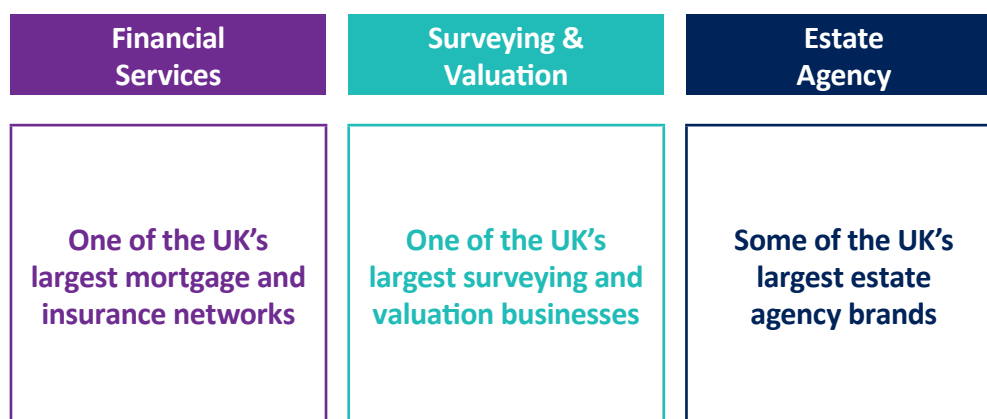 Financial
Services
Surveying &
Valuation
Estate
Agency
One of the UK’s
largest mortgage and
insurance networks
One of the UK’s
largest surveying and
valuation businesses
Some of the UK’s
largest estate
agency brands